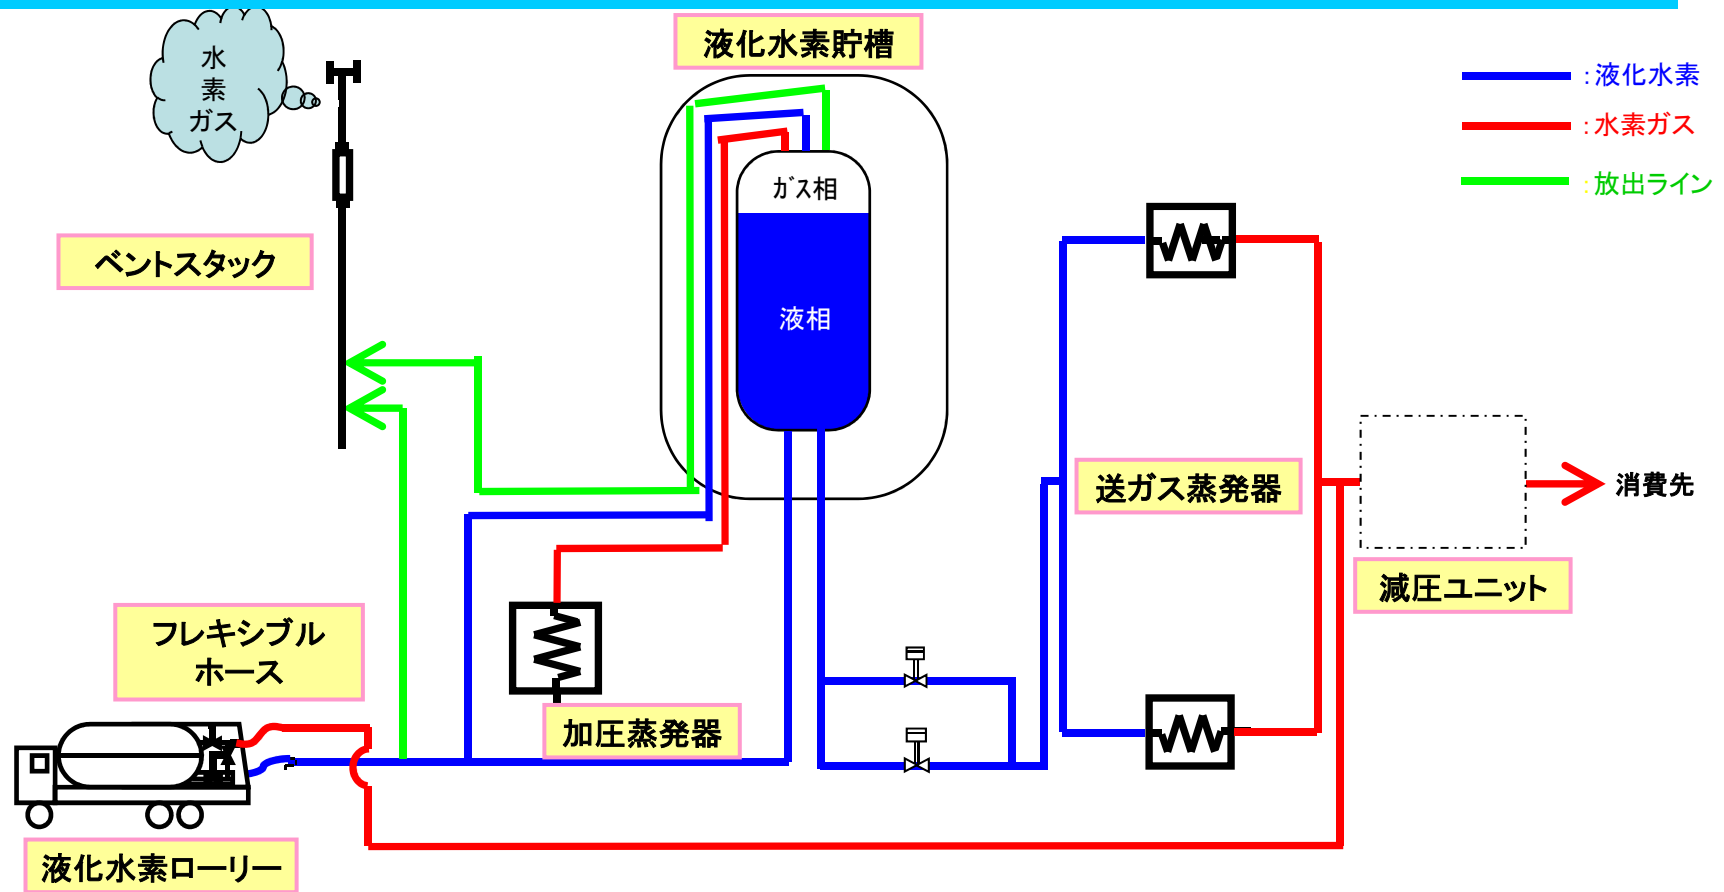 水
素
ガス
液化水素貯槽
：液化水素
：水素ガス
：放出ライン
ガス相
ベントスタック
液相
送ガス蒸発器
消費先
減圧ユニット
フレキシブル
ホース
加圧蒸発器
液化水素ローリー